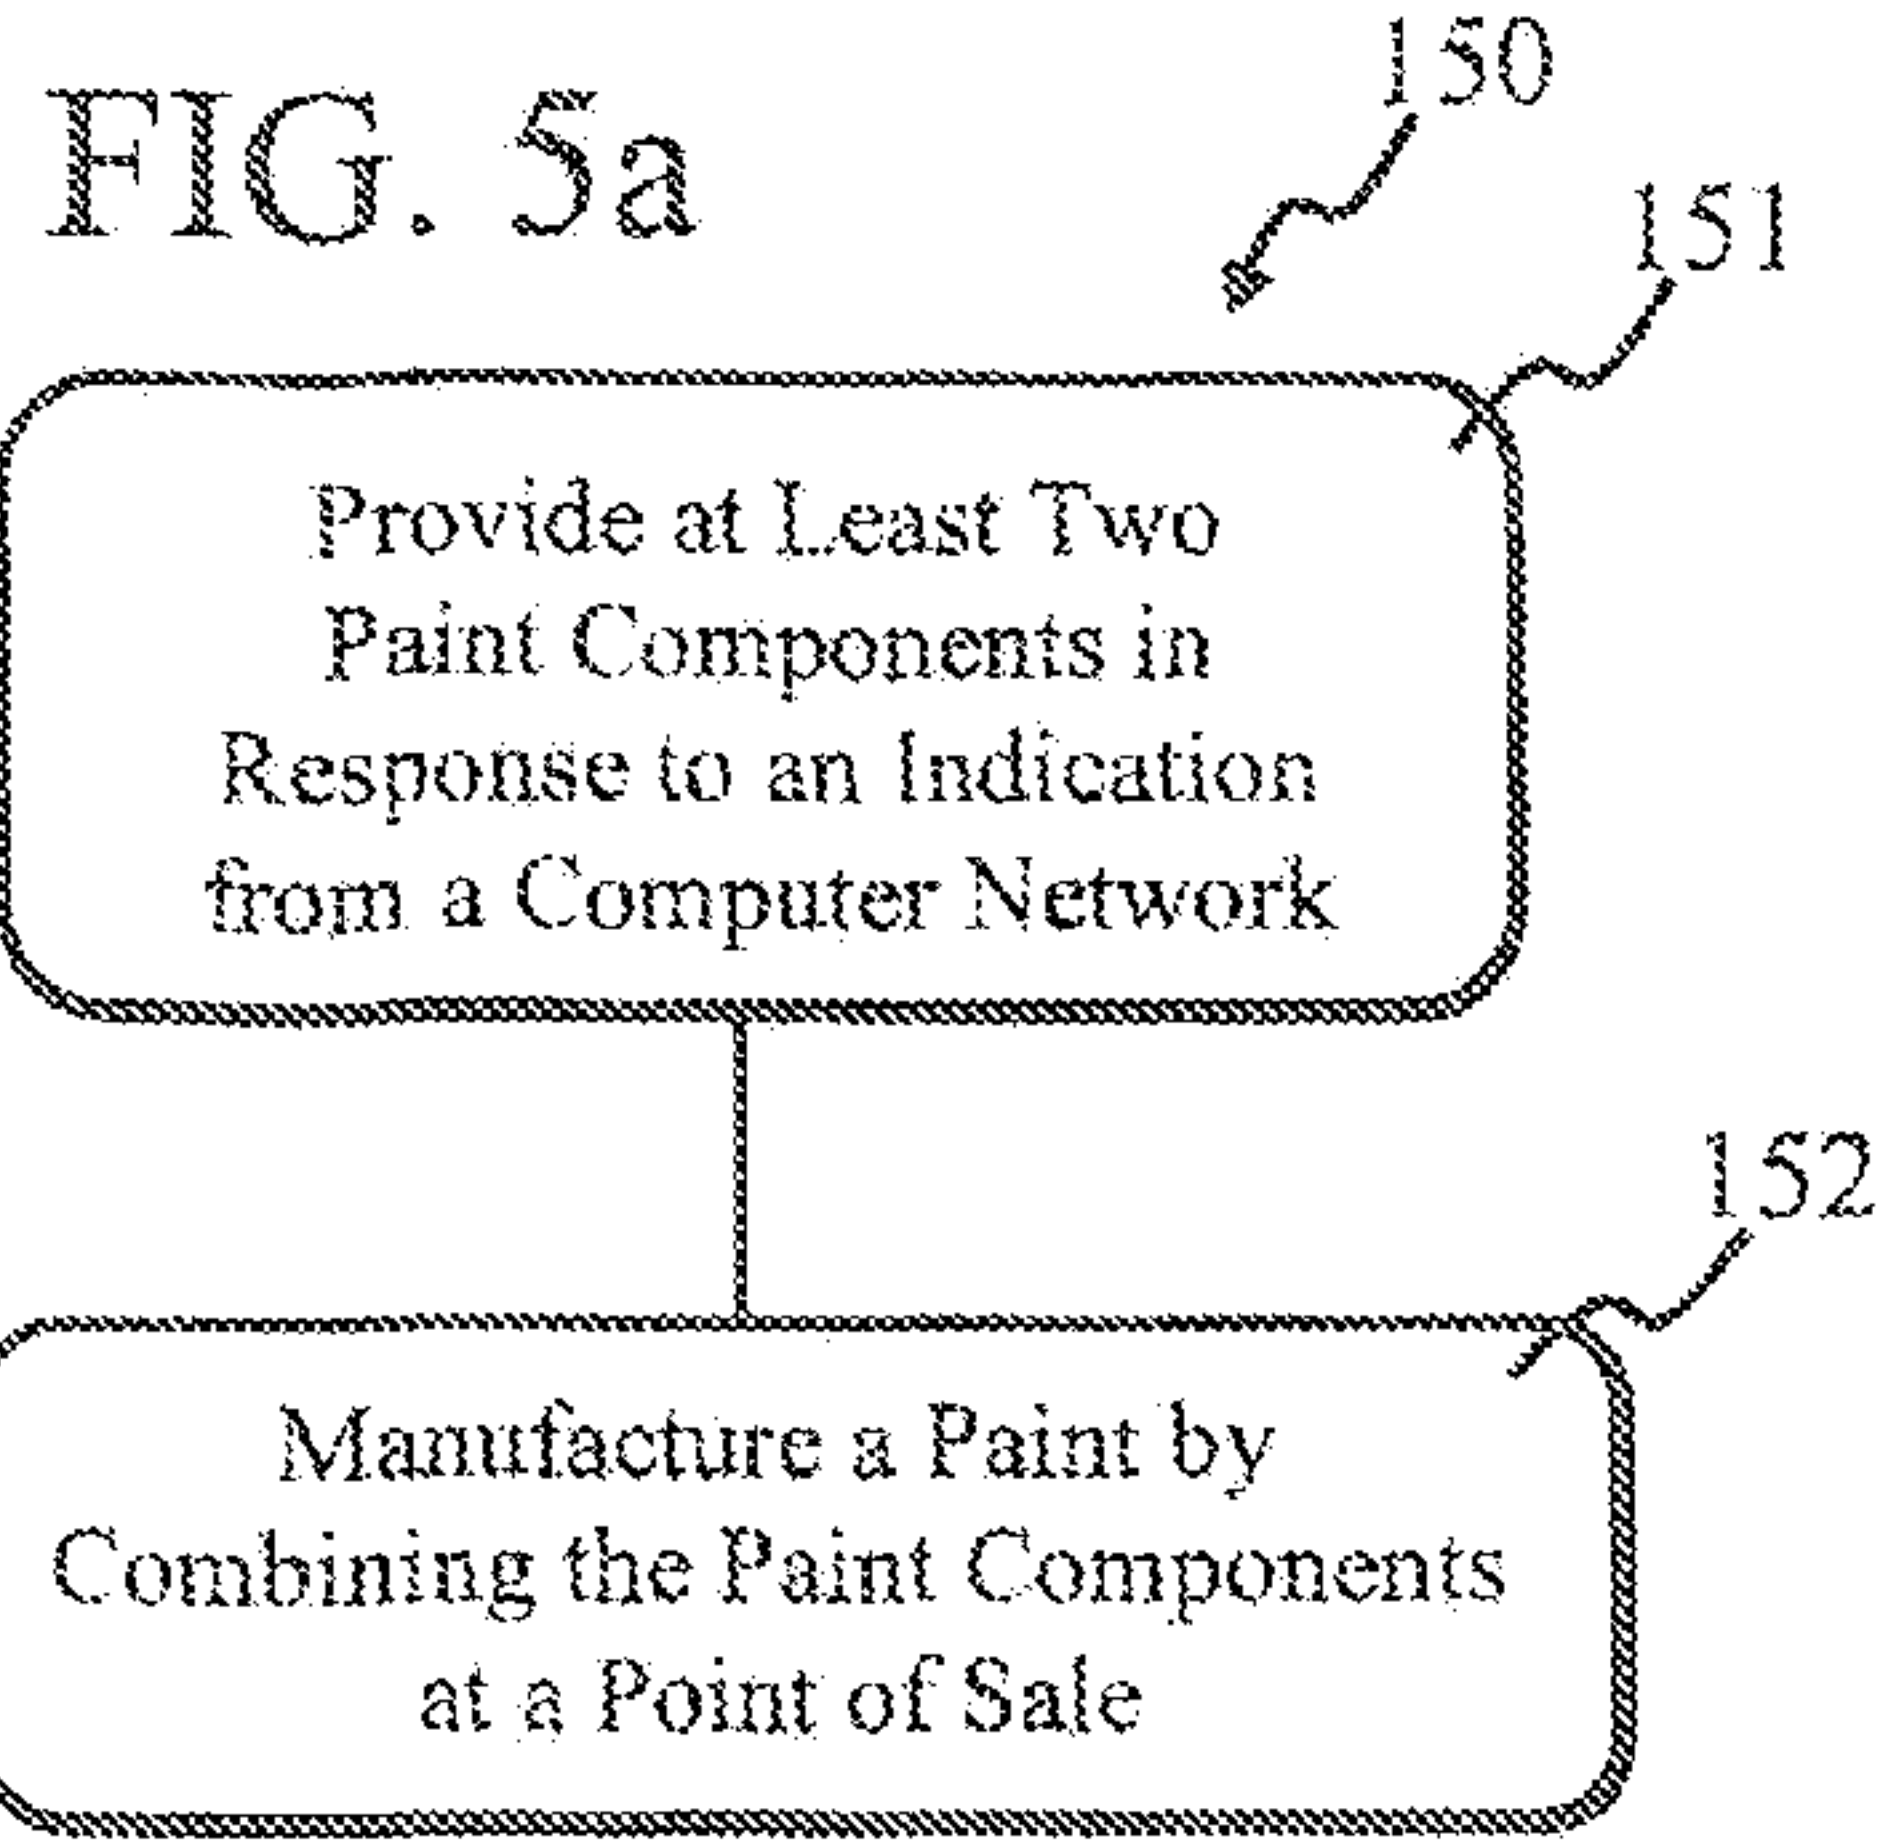 FIG. 5a
150
151
Provide at Least Two
Paint Components in
Response to an Indication
from a Computer Network
152
Manufacture a Paint by
Combining the Paint Components
at a Point of Sale